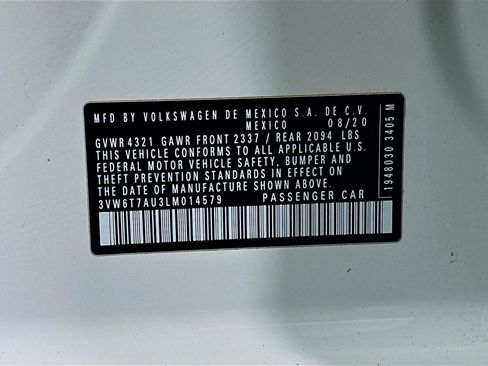 MFD BY VOLKSWAGEN DE MEXICO S.A. DE C.V.
MEXICO 08/20
GVWR 4321 GAWR FRONT 2337 / REAR 2094 LBS
THIS VEHICLE CONFORMS TO ALL APPLICABLE U.S.
FEDERAL MOTOR VEHICLE SAFETY, BUMPER AND
THEFT PREVENTION STANDARDS IN EFFECT ON
THE DATE OF MANUFACTURE SHOWN ABOVE.
3VW6T7AU3LM014579 PASSENGER CAR
1948030 3405 M